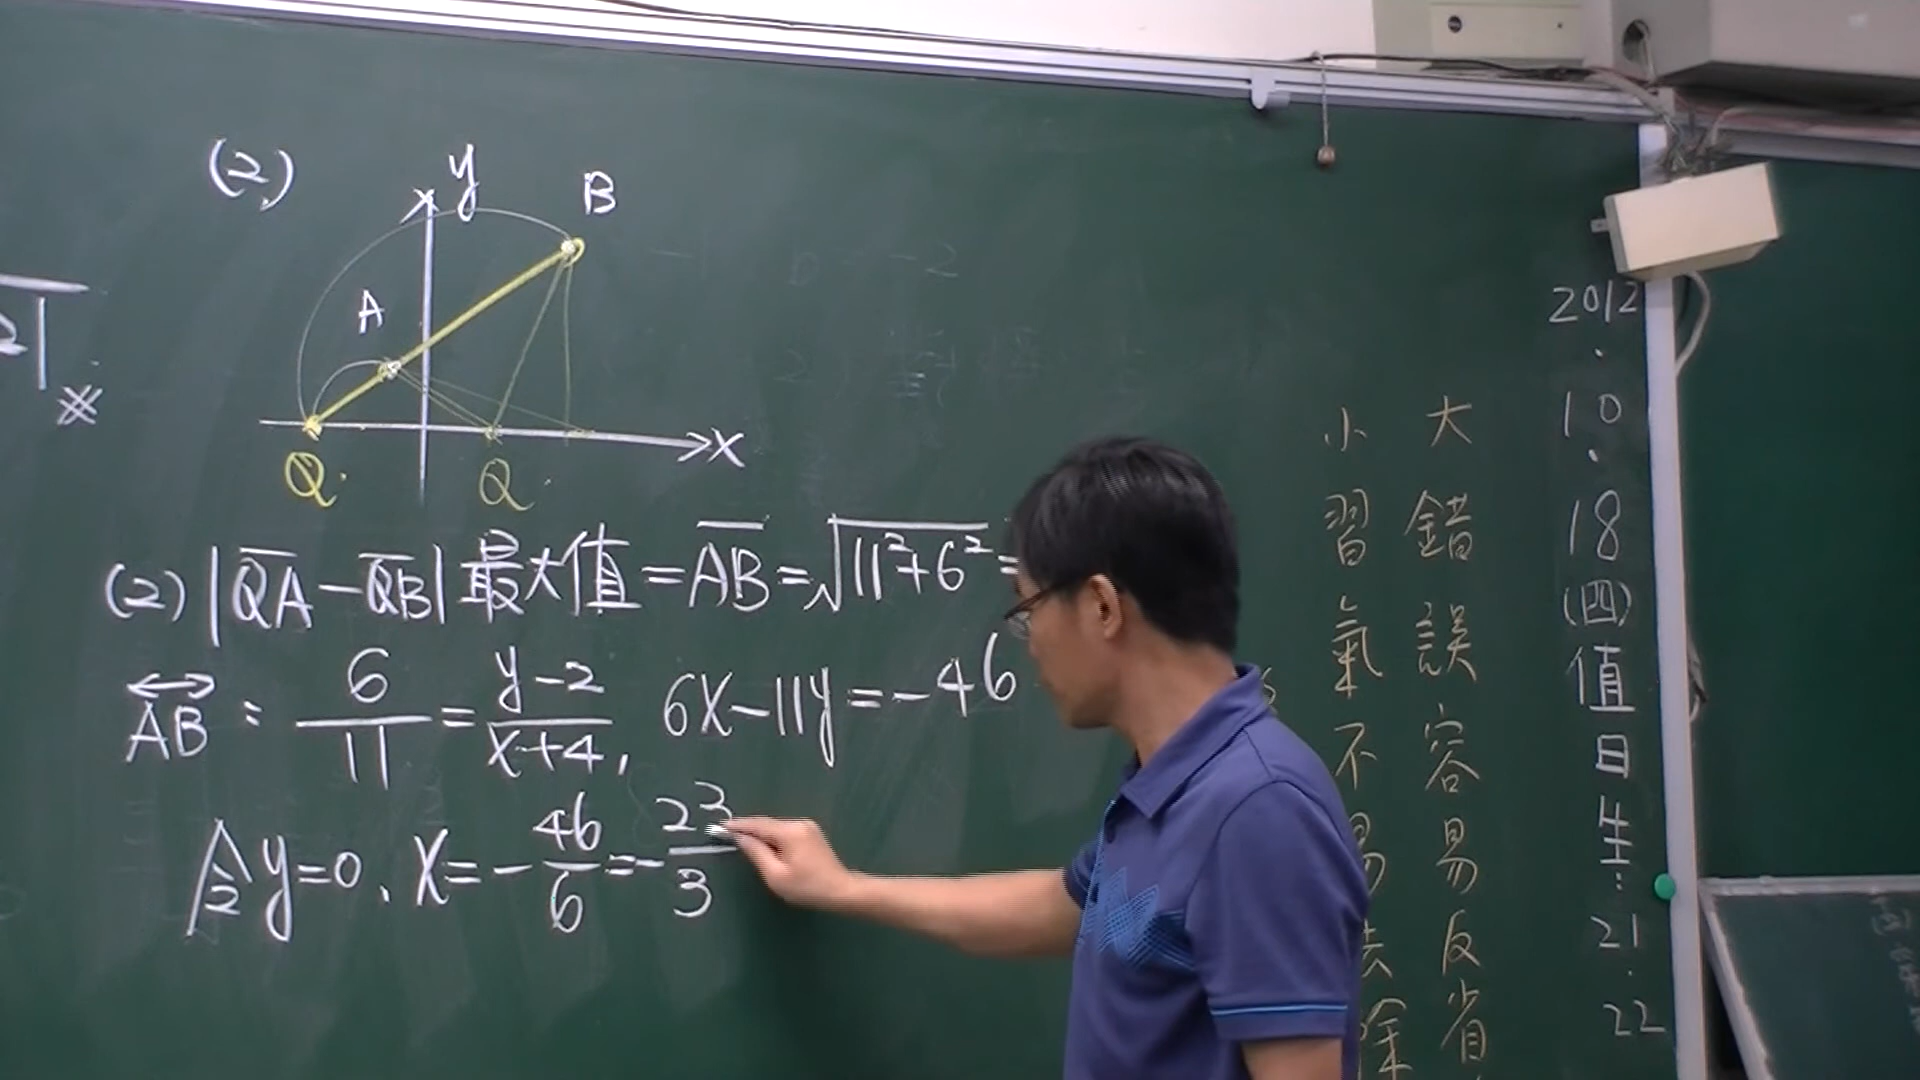 (2)
y
B
A
x
Q
Q
(2) |QA − QB| 最大值 = AB = √11²+6² =
AB : 6/11 = y−2/x+4, 6x−11y = −46
令 y=0, x = −46/6 = −23/3
2012.10.18(四)值日生:21.22
大錯誤容易反省
小習氣不易去除